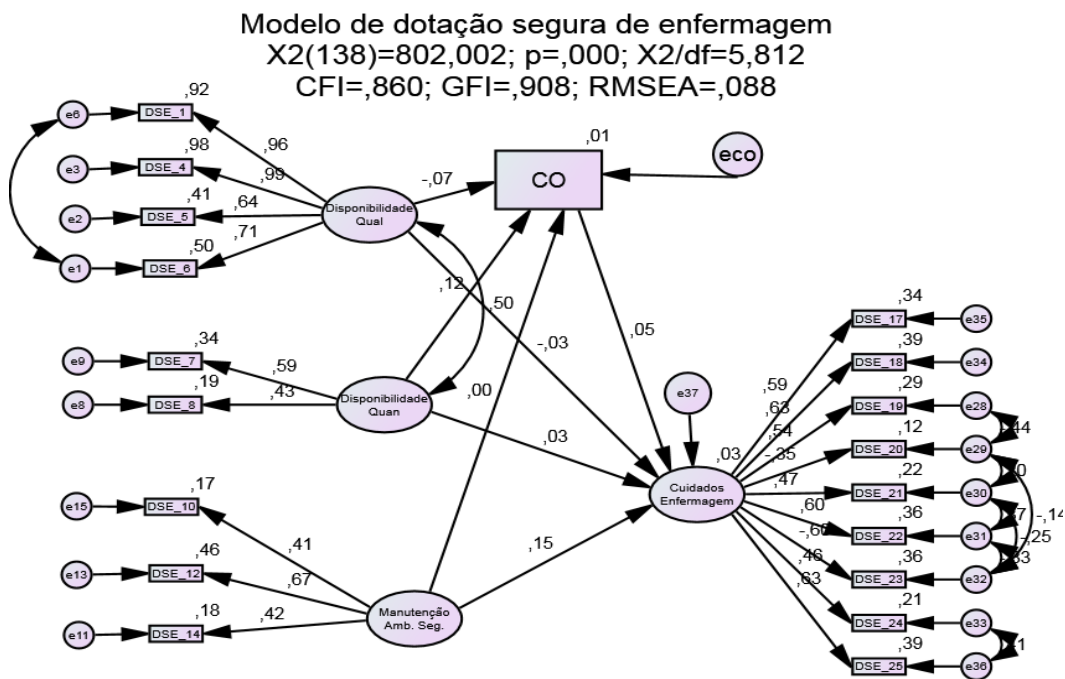 Modelo de dotação segura de enfermagem
X2(138)=802,002; p=,000; X2/df=5,812
CFI=,860; GFI=,908; RMSEA=,088
e6
DSE_1
,92
,96
e3
DSE_4
,98
,99
e2
DSE_5
,41
,64
e1
DSE_6
,50
,71
Disponibilidade
Qual
-,07
,01
CO
eco
,12
,50
-,03
,00
,05
e9
DSE_7
,34
,59
e8
DSE_8
,19
,43
Disponibilidade
Quan
,03
e37
,03
Cuidados
Enfermagem
e15
DSE_10
,17
,41
e13
DSE_12
,46
,67
e11
DSE_14
,18
,42
Manutenção
Amb. Seg.
,15
,34
DSE_17
e35
,59
,39
DSE_18
e34
,63
,29
DSE_19
e28
,54
,12
DSE_20
e29
-,35
,22
DSE_21
e30
,47
,36
DSE_22
e31
,60
,36
DSE_23
e32
,21
DSE_24
e33
,46
,39
DSE_25
e36
,63
-,14
-,25